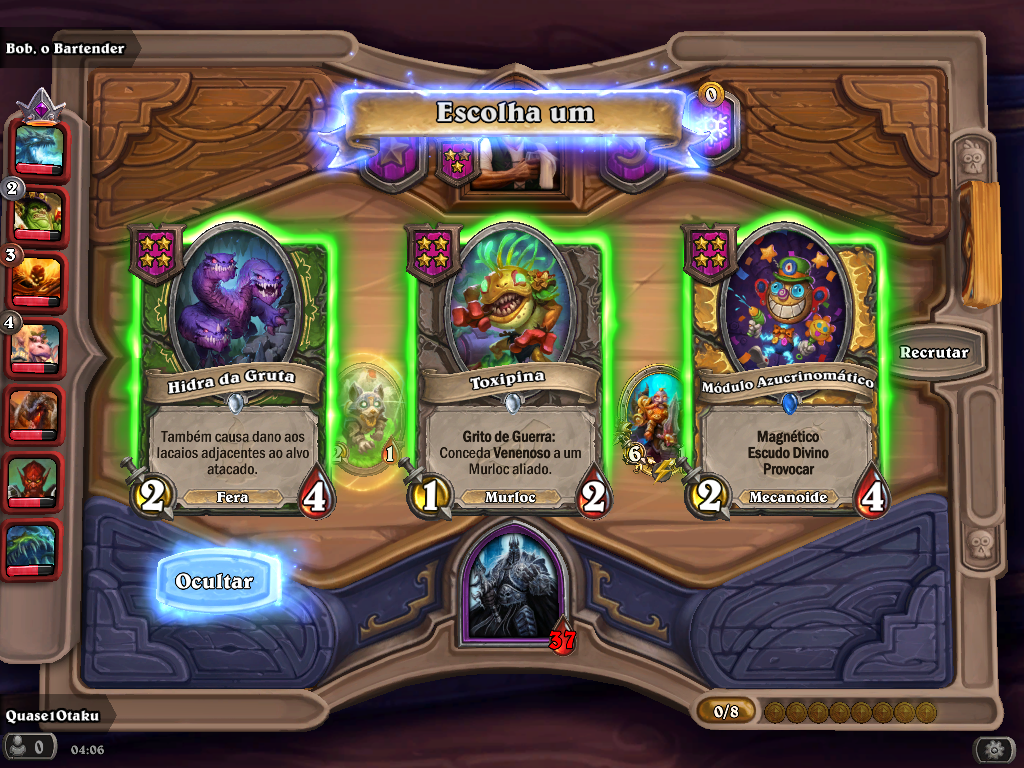 Bob, o Bartender
Escolha um
0
2
3
4
Hidra da Gruta
Também causa dano aos
lacaios adjacentes ao alvo
atacado.
2
Fera
4
2
1
Toxipina
Grito de Guerra:
Conceda Venenoso a um
Murloc aliado.
1
Murloc
2
6
Módulo Azucrinomático
Magnético
Escudo Divino
Provocar
2
Mecanoide
4
Recrutar
Ocultar
37
Quase1Otaku
0/8
0
04:06